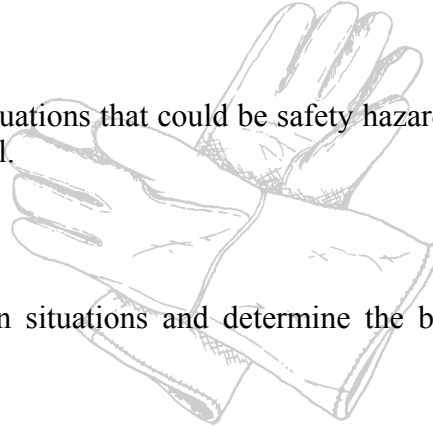 uations that could be safety hazar
l.
n situations and determine the b